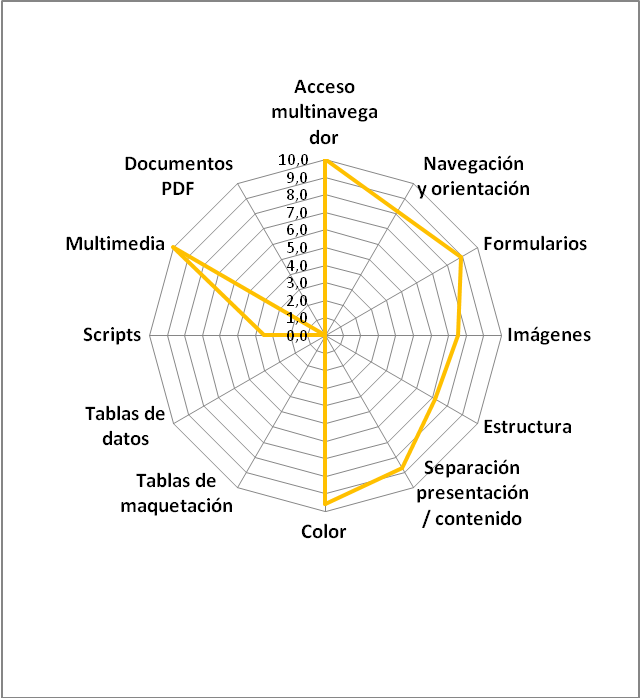 Acceso
multinavega
dor
Navegación
y orientación
Formularios
Imágenes
Estructura
Separación
presentación
/ contenido
Color
Tablas de
maquetación
Tablas de
datos
Scripts
Multimedia
Documentos
PDF
10,0
9,0
8,0
7,0
6,0
5,0
4,0
3,0
2,0
1,0
0,0